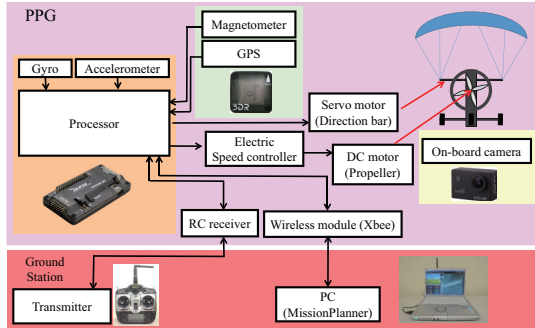 PPG
Magnetometer
GPS
3DR
Gyro
Accelerometer
Processor
Servo motor
(Direction bar)
Electric
Speed controller
DC motor
(Propeller)
On-board camera
RC receiver
Wireless module (Xbee)
Ground
Station
Transmitter
PC
(MissionPlanner)